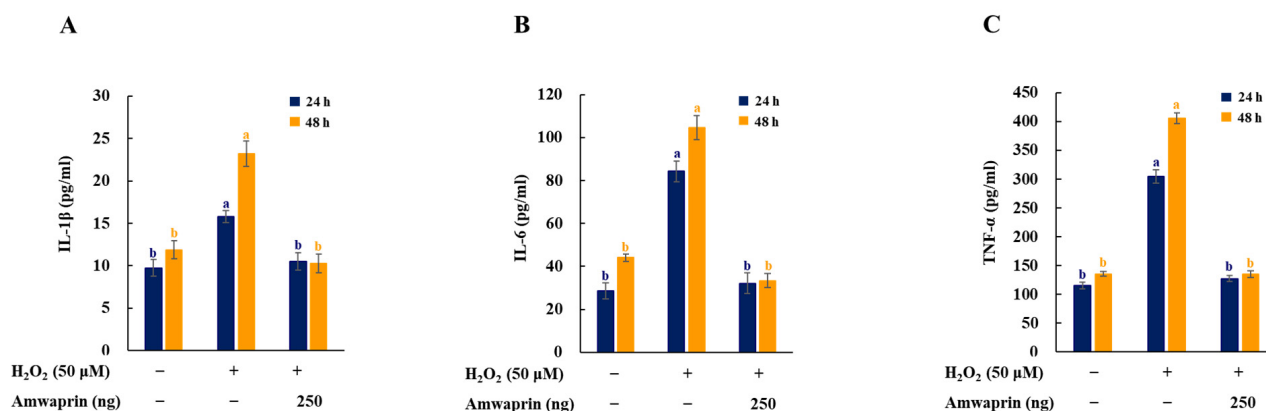 A
30
25
20
15
10
5
0
IL-1β (pg/ml)
24 h
48 h
b
b
a
a
b
b
H₂O₂ (50 μM) – + +
Amwaprin (ng) – – 250
B
120
100
80
60
40
20
0
IL-6 (pg/ml)
24 h
48 h
b
b
a
a
b
b
H₂O₂ (50 μM) – + +
Amwaprin (ng) – – 250
C
450
400
350
300
250
200
150
100
50
0
TNF-α (pg/ml)
24 h
48 h
b
b
a
a
b
b
H₂O₂ (50 μM) – + +
Amwaprin (ng) – – 250